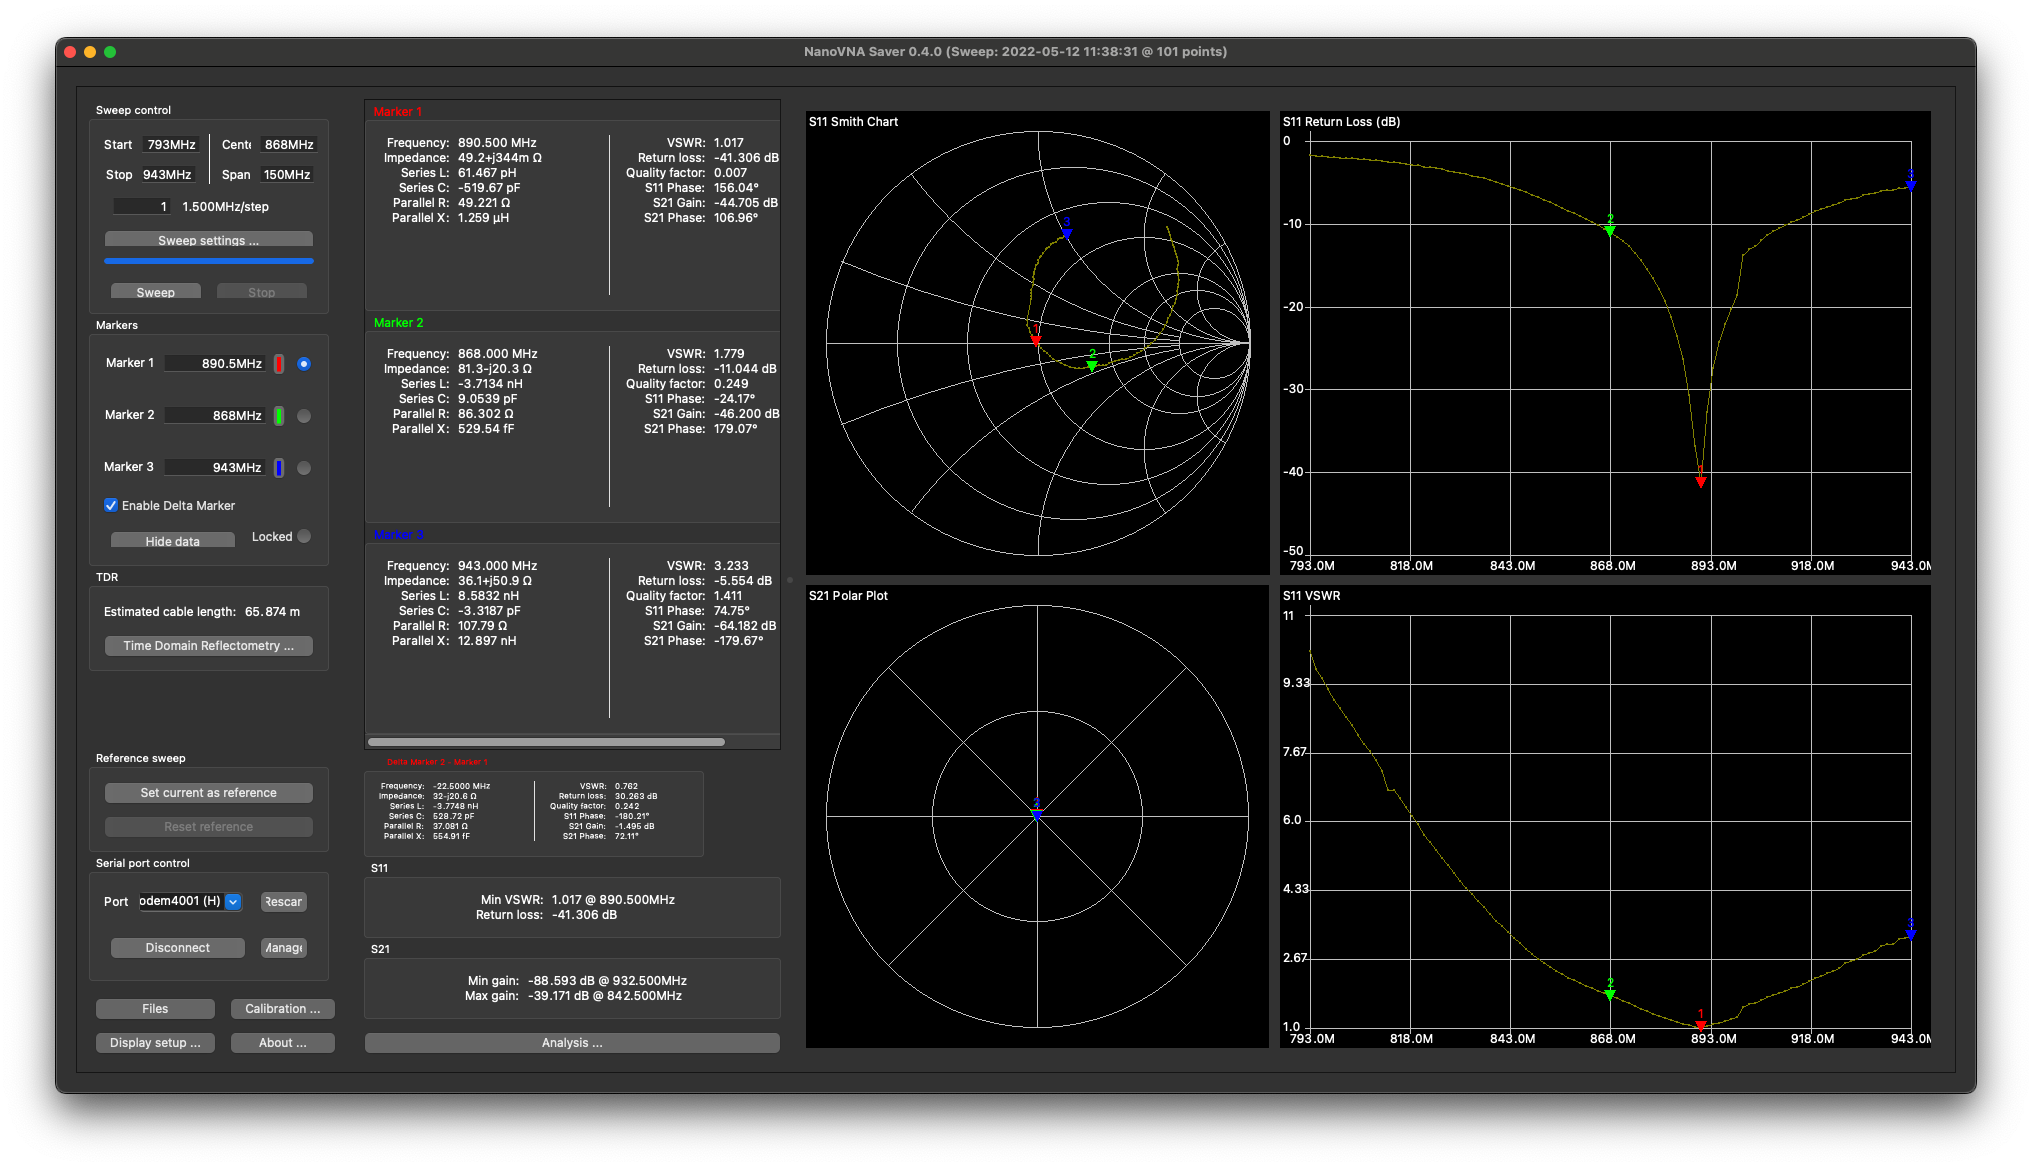 NanoVNA Saver 0.4.0 (Sweep: 2022-05-12 11:38:31 @ 101 points)
Sweep control
Start 793MHz Cente 868MHz
Stop 943MHz Span 150MHz
1 1.500MHz/step
Sweep settings ...
Sweep Stop
Markers
Marker 1 890.5MHz
Marker 2 868MHz
Marker 3 943MHz
Enable Delta Marker
Hide data Locked
TDR
Estimated cable length: 65.874 m
Time Domain Reflectometry ...
Reference sweep
Set current as reference
Reset reference
Serial port control
Port odem4001 (H) Rescan
Disconnect Manage
Files Calibration ...
Display setup ... About ...
Marker 1
Frequency: 890.500 MHz VSWR: 1.017
Impedance: 49.2+j344m Ω Return loss: -41.306 dB
Series L: 61.467 pH Quality factor: 0.007
Series C: -519.67 pF S11 Phase: 156.04°
Parallel R: 49.221 Ω S21 Gain: -44.705 dB
Parallel X: 1.259 µH S21 Phase: 106.96°
Marker 2
Frequency: 868.000 MHz VSWR: 1.779
Impedance: 81.3-j20.3 Ω Return loss: -11.044 dB
Series L: -3.7134 nH Quality factor: 0.249
Series C: 9.0539 pF S11 Phase: -24.17°
Parallel R: 86.302 Ω S21 Gain: -46.200 dB
Parallel X: 529.54 fF S21 Phase: 179.07°
Marker 3
Frequency: 943.000 MHz VSWR: 3.233
Impedance: 36.1+j50.9 Ω Return loss: -5.554 dB
Series L: 8.5832 nH Quality factor: 1.411
Series C: -3.3187 pF S11 Phase: 74.75°
Parallel R: 107.79 Ω S21 Gain: -64.182 dB
Parallel X: 12.897 nH S21 Phase: -179.67°
Delta Marker 2 - Marker 1
Frequency: -22.5000 MHz VSWR: 0.762
Impedance: 32-j20.6 Ω Return loss: 30.263 dB
Series L: -3.7748 nH Quality factor: 0.242
Series C: 528.72 pF S11 Phase: -180.21°
Parallel R: 37.081 Ω S21 Gain: -1.495 dB
Parallel X: 554.91 fF S21 Phase: 72.11°
S11
Min VSWR: 1.017 @ 890.500MHz
Return loss: -41.306 dB
S21
Min gain: -88.593 dB @ 932.500MHz
Max gain: -39.171 dB @ 842.500MHz
Analysis ...
S11 Smith Chart
3
1
2
S11 Return Loss (dB)
0
3
2
-10
-20
-30
-40
1
-50
793.0M 818.0M 843.0M 868.0M 893.0M 918.0M 943.0M
S21 Polar Plot
3
S11 VSWR
11
9.33
7.67
6.0
4.33
3
2.67
2
1
1.0
793.0M 818.0M 843.0M 868.0M 893.0M 918.0M 943.0M